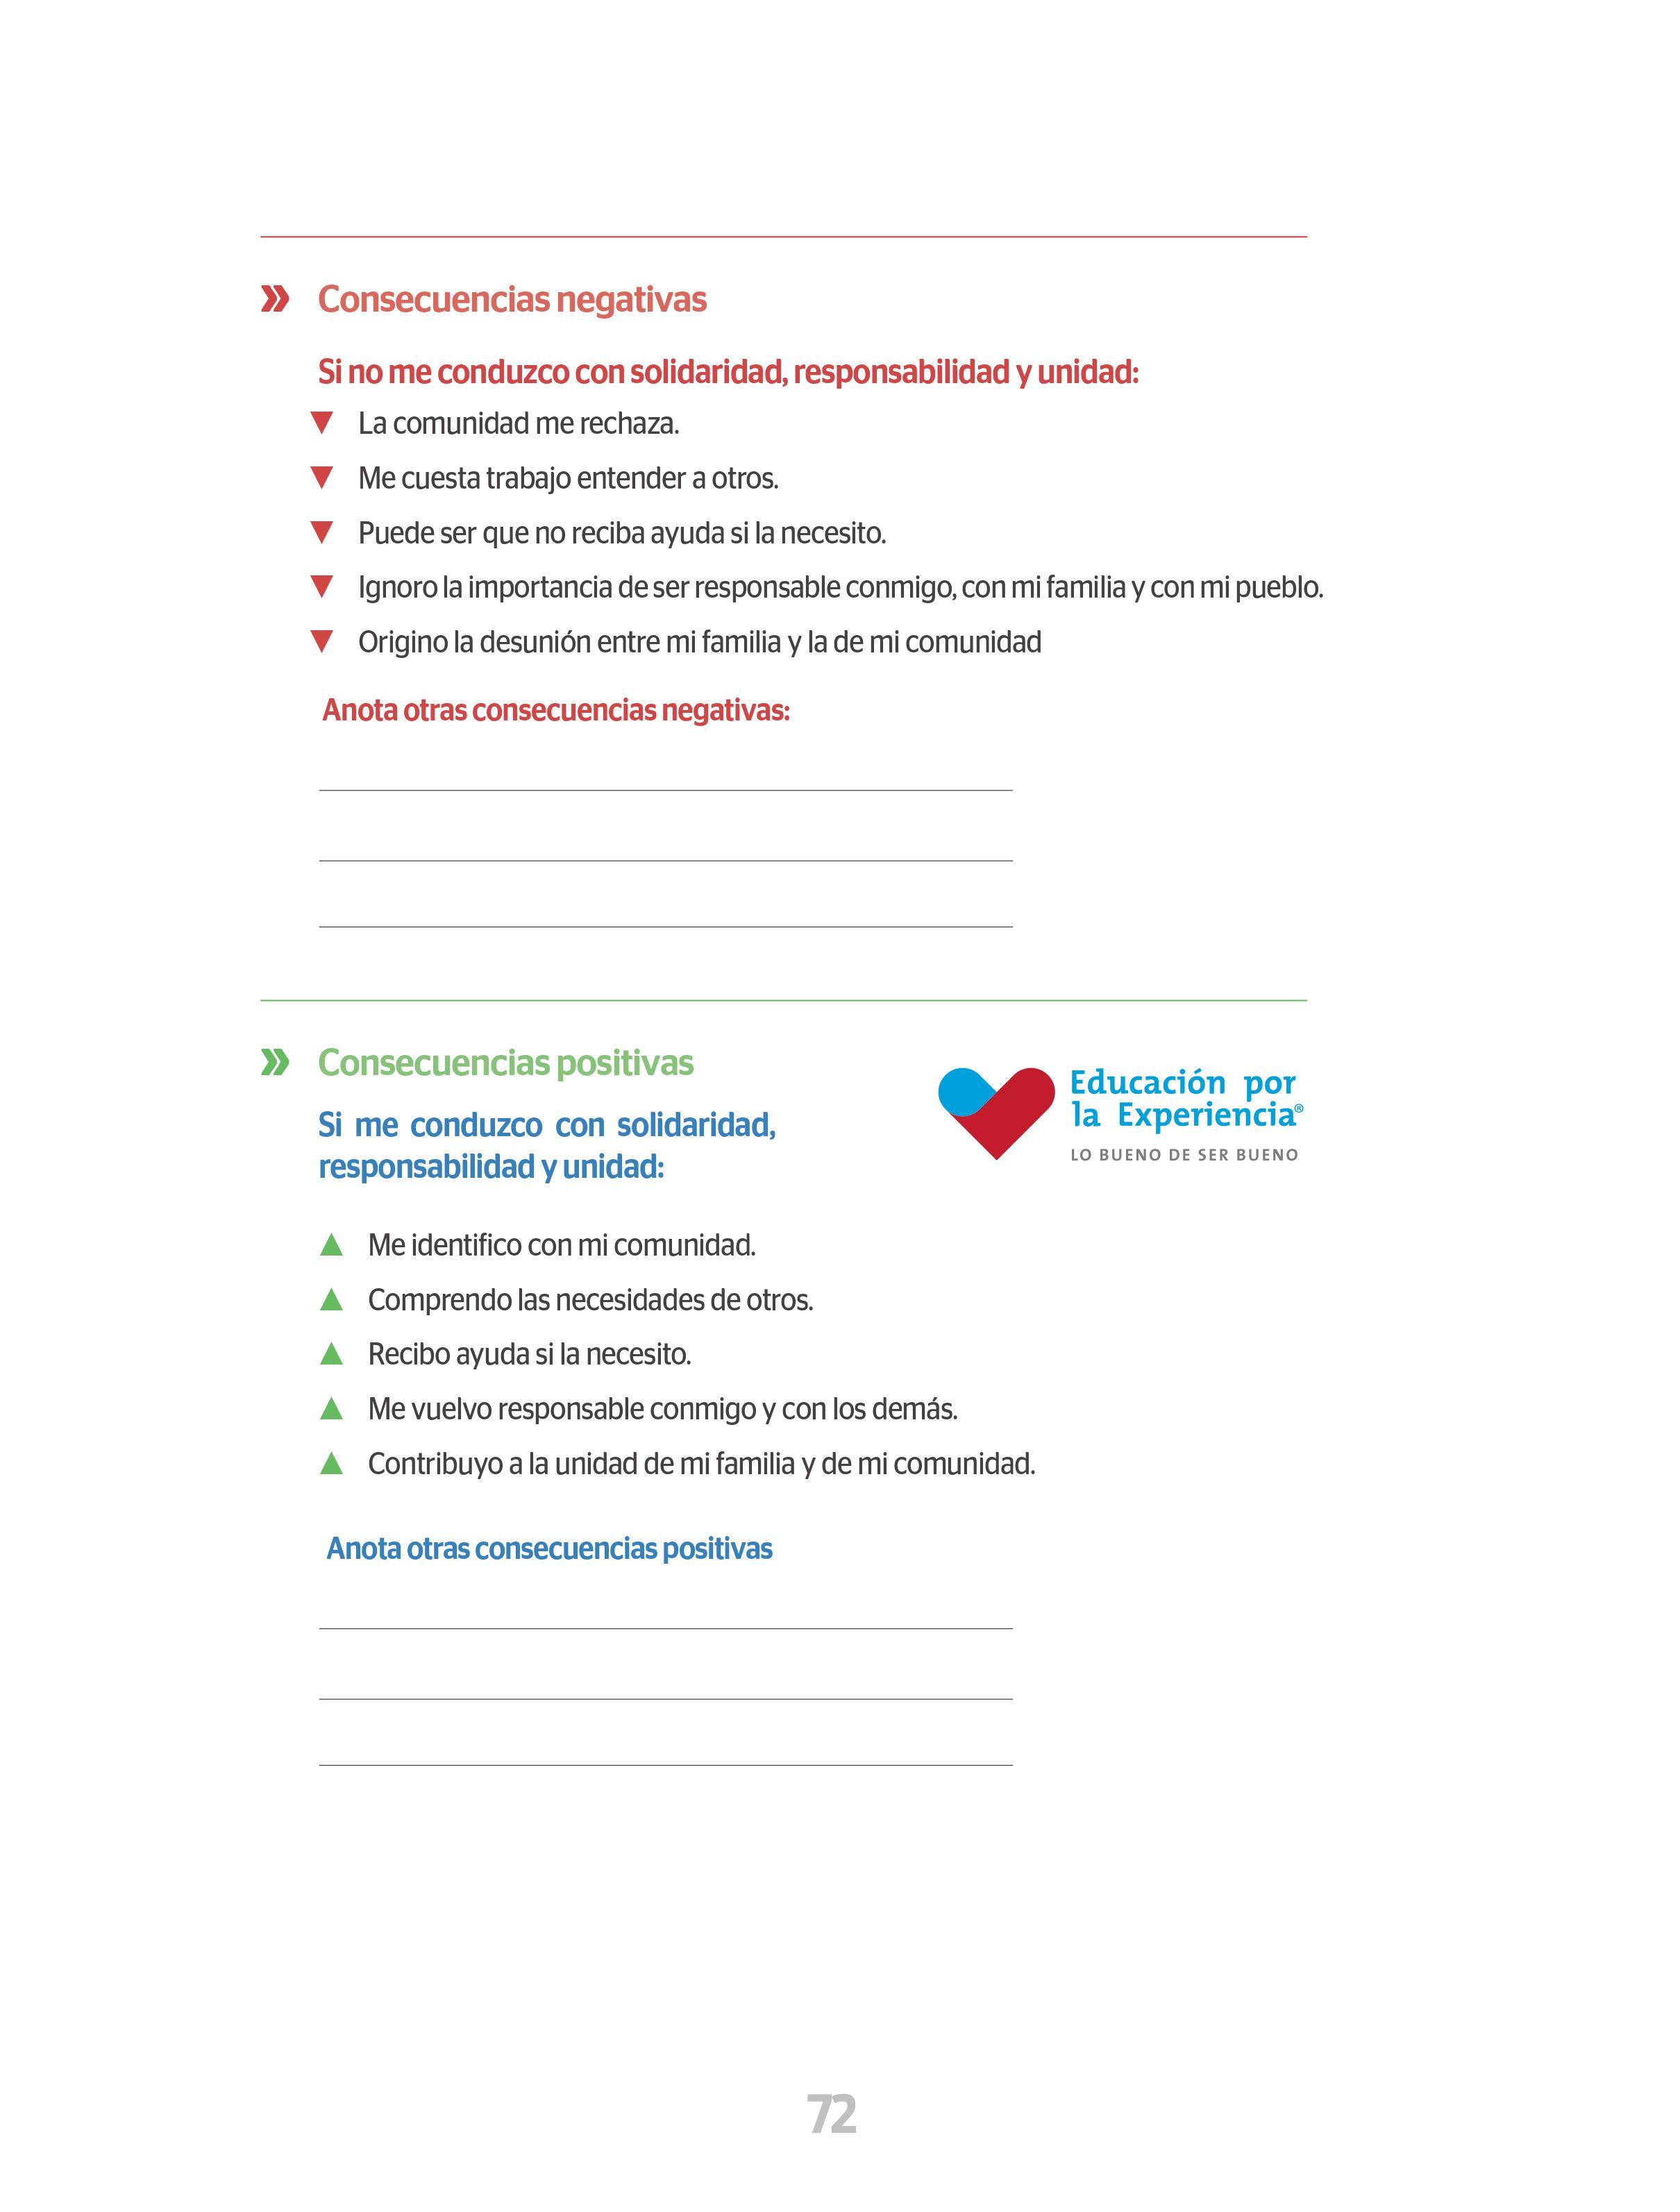 » Consecuencias negativas
Si no me conduzco con solidaridad, responsabilidad y unidad:
La comunidad me rechaza.
Me cuesta trabajo entender a otros.
Puede ser que no reciba ayuda si la necesito.
Ignoro la importancia de ser responsable conmigo, con mi familia y con mi pueblo.
Origino la desunión entre mi familia y la de mi comunidad
Anota otras consecuencias negativas:
» Consecuencias positivas
Si me conduzco con solidaridad,
responsabilidad y unidad:
Educación por
la Experiencia®
LO BUENO DE SER BUENO
Me identifico con mi comunidad.
Comprendo las necesidades de otros.
Recibo ayuda si la necesito.
Me vuelvo responsable conmigo y con los demás.
Contribuyo a la unidad de mi familia y de mi comunidad.
Anota otras consecuencias positivas
72